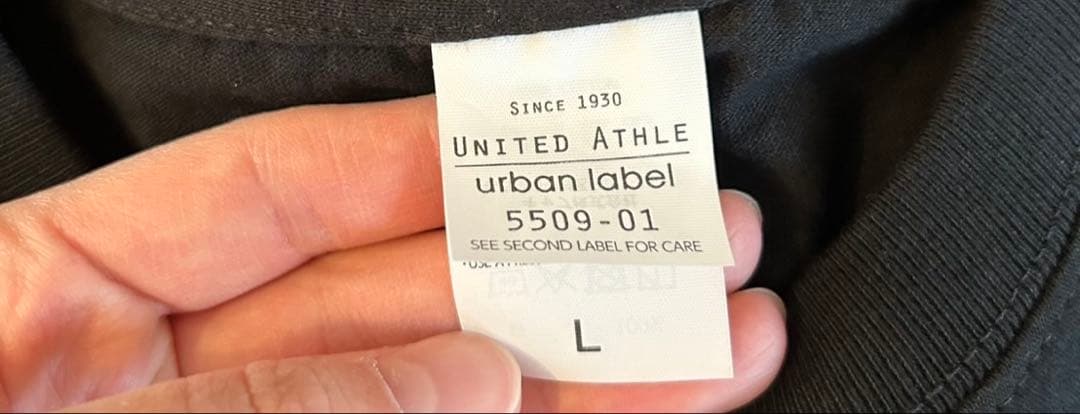 SINCE 1930
UNITED ATHLE
urban label
5509-01
SEE SECOND LABEL FOR CARE
L